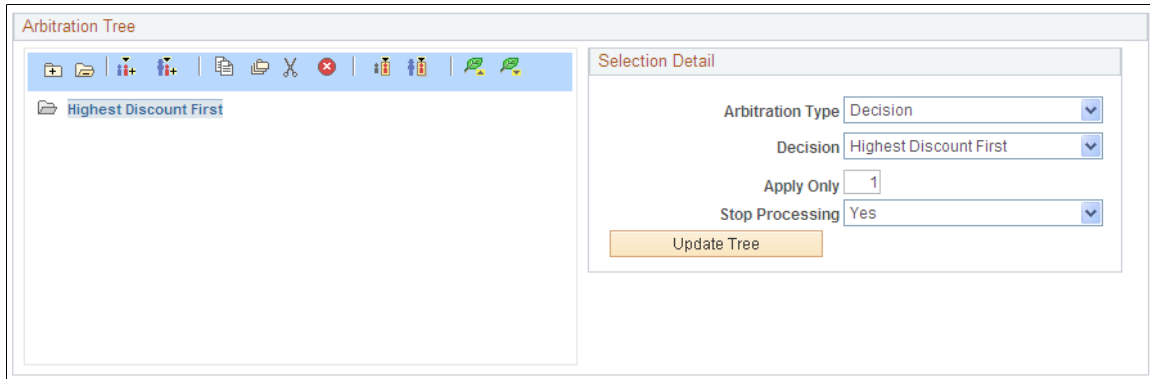 Arbitration Tree
Highest Discount First
Selection Detail
Arbitration Type Decision
Decision Highest Discount First
Apply Only 1
Stop Processing Yes
Update Tree